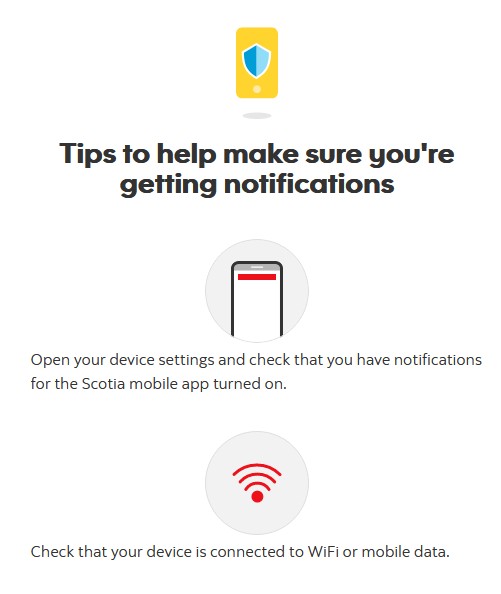 Tips to help make sure you're
getting notifications
Open your device settings and check that you have notifications
for the Scotia mobile app turned on.
Check that your device is connected to WiFi or mobile data.